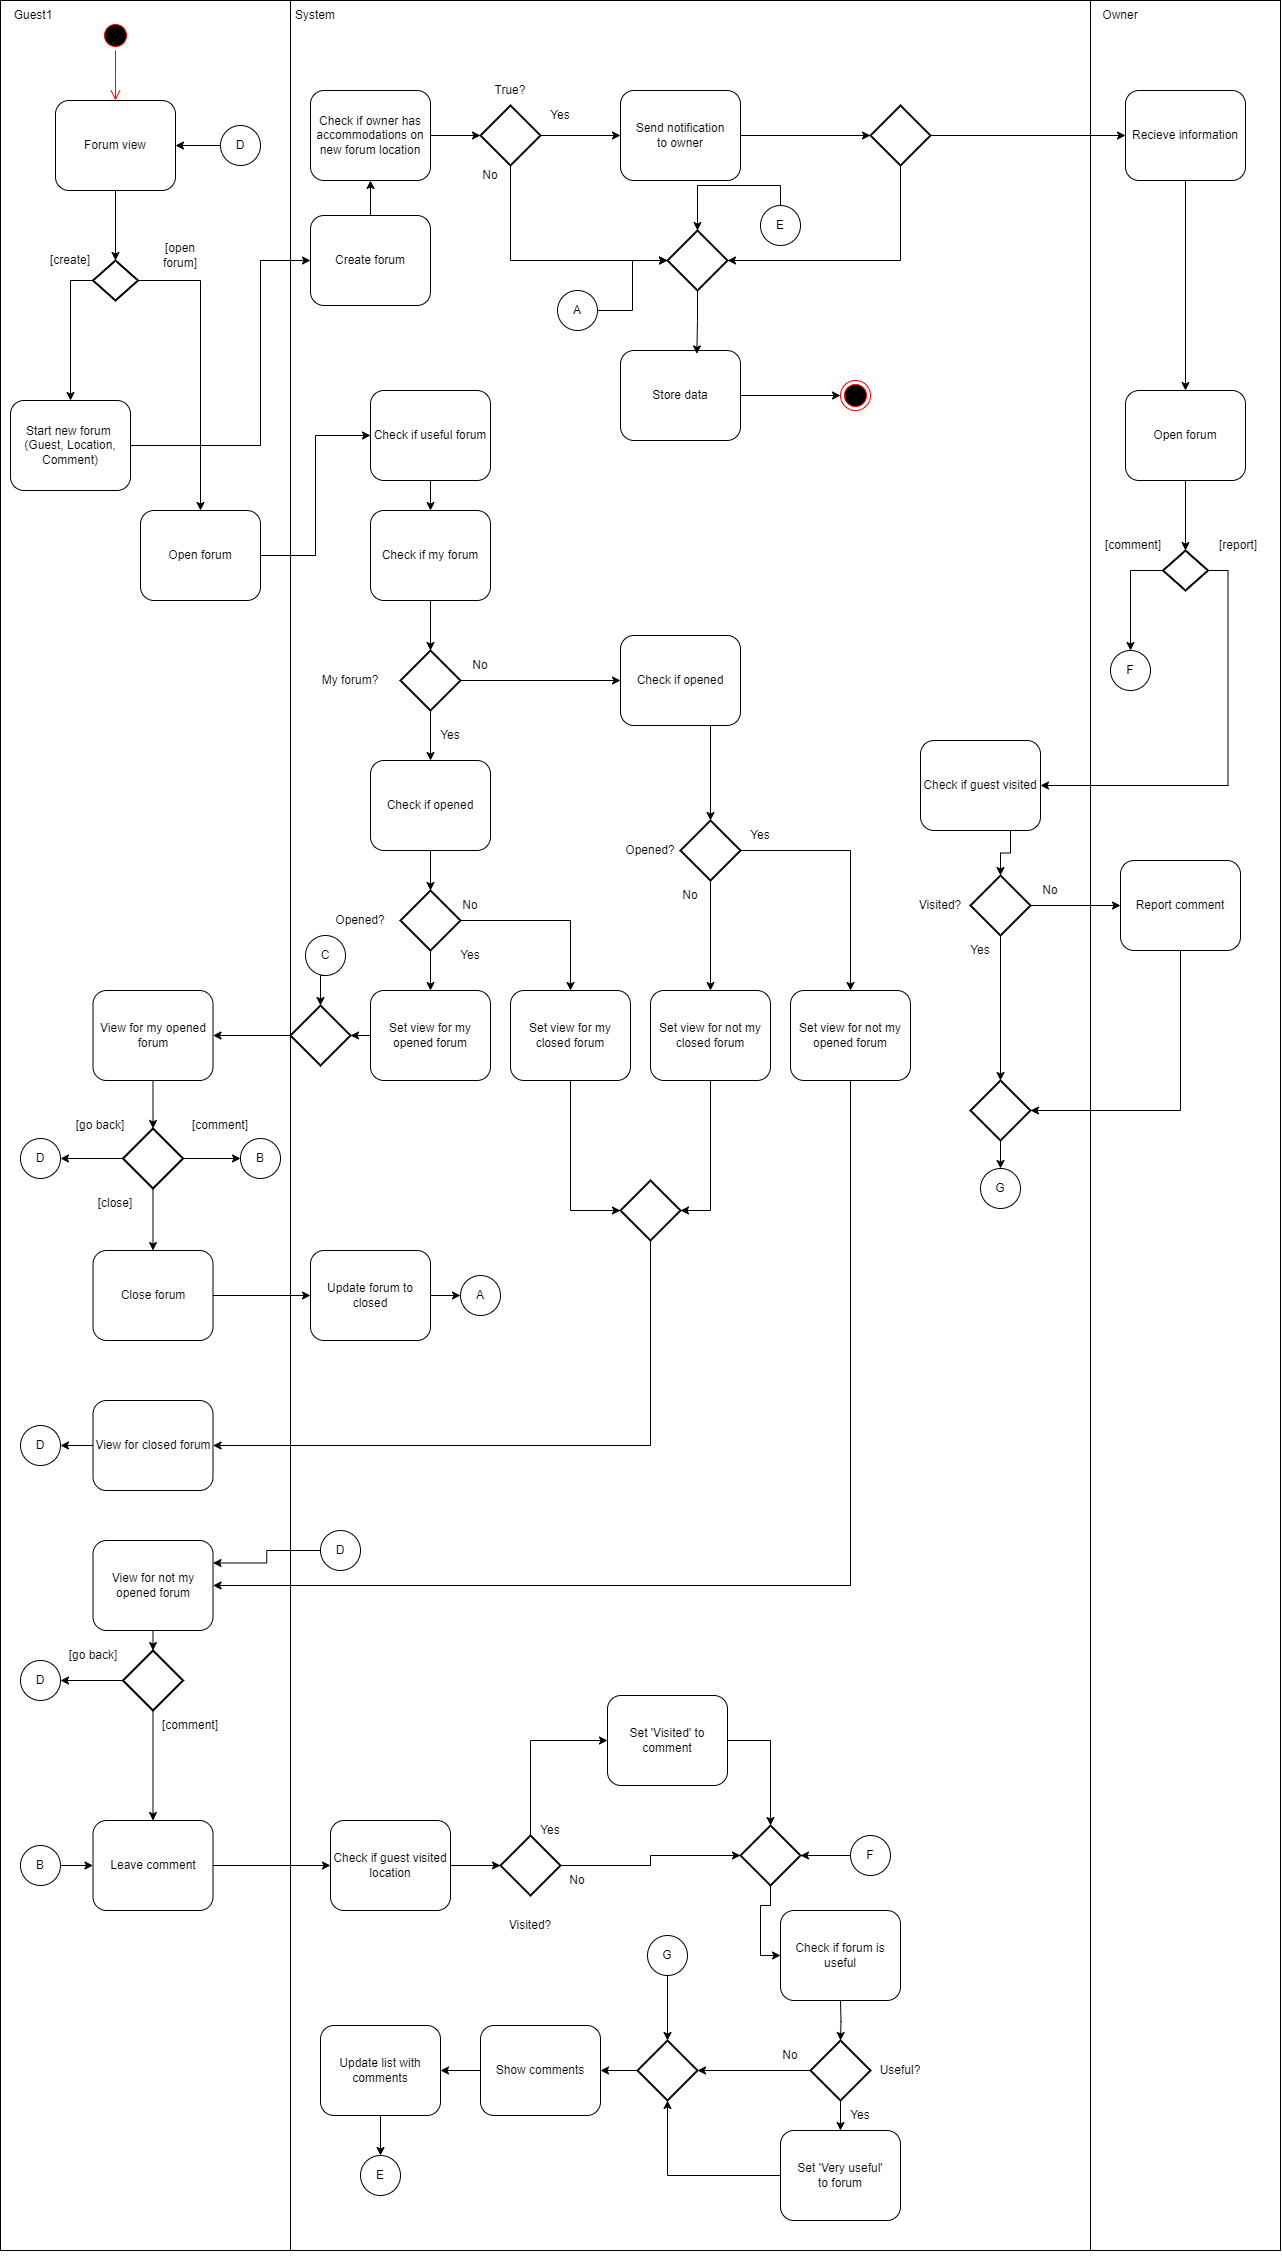 Guest1
System
Owner
True?
Yes
No
Check if owner has
accommodations on
new forum location
Send notification
to owner
Recieve information
Forum view
D
E
[create]
[open
forum]
Create forum
A
Start new forum
(Guest, Location,
Comment)
Store data
Check if useful forum
Open forum
Open forum
Check if my forum
[comment]
[report]
F
My forum?
No
Yes
Check if opened
Check if opened
Check if guest visited
Opened?
Yes
No
Opened?
No
Yes
Visited?
No
Yes
Report comment
C
View for my opened
forum
Set view for my
opened forum
Set view for my
closed forum
Set view for not my
closed forum
Set view for not my
opened forum
[go back]
[comment]
D
B
[close]
G
Close forum
Update forum to
closed
A
D
View for closed forum
D
View for not my
opened forum
[go back]
D
[comment]
Set 'Visited' to
comment
Yes
B
Leave comment
Check if guest visited
location
No
F
Visited?
G
Check if forum is
useful
Update list with
comments
Show comments
No
Useful?
Yes
E
Set 'Very useful'
to forum